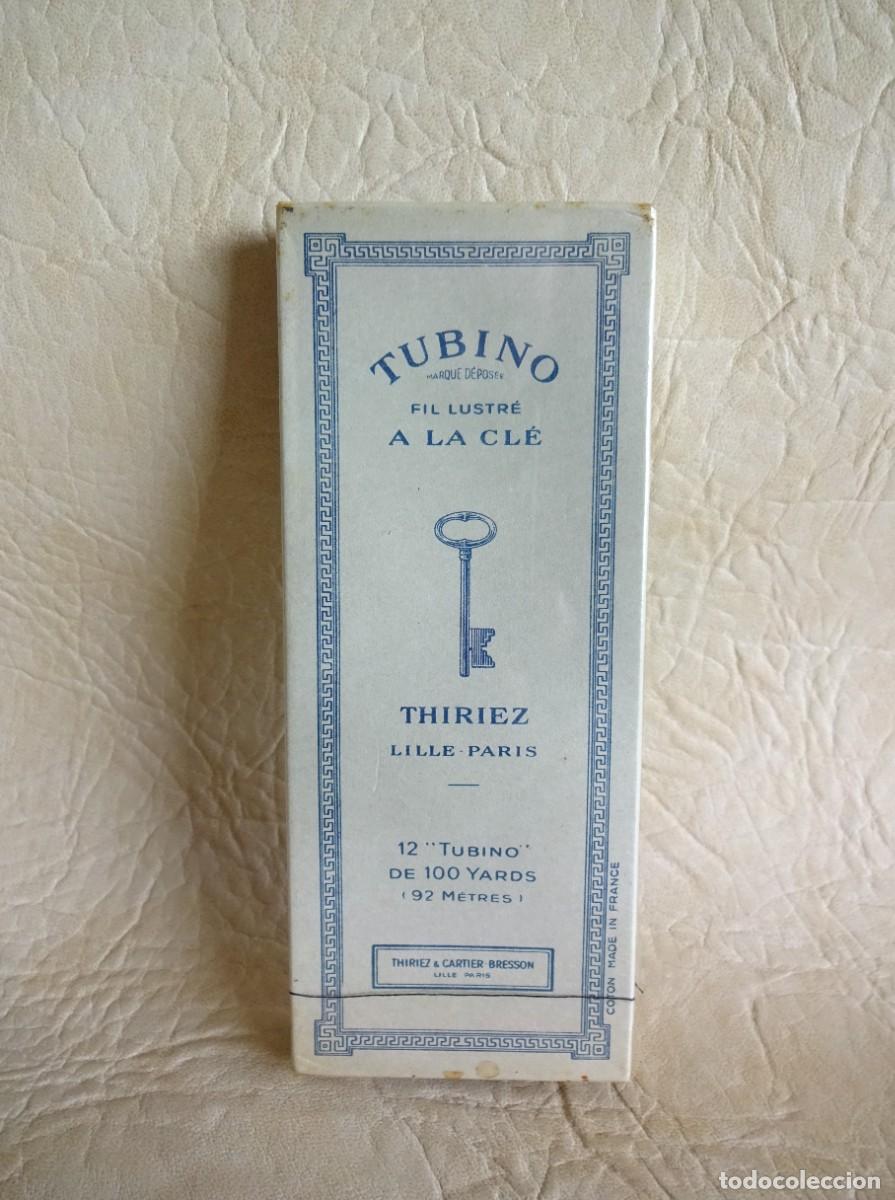 TUBINO
MARQUE DÉPOSÉE
FIL LUSTRÉ
A LA CLÉ
THIRIEZ
LILLE-PARIS
12 "TUBINO"
DE 100 YARDS
(92 MÈTRES)
THIRIEZ & CARTIER-BRESSON
LILLE PARIS
COTON MADE IN FRANCE
todocoleccion